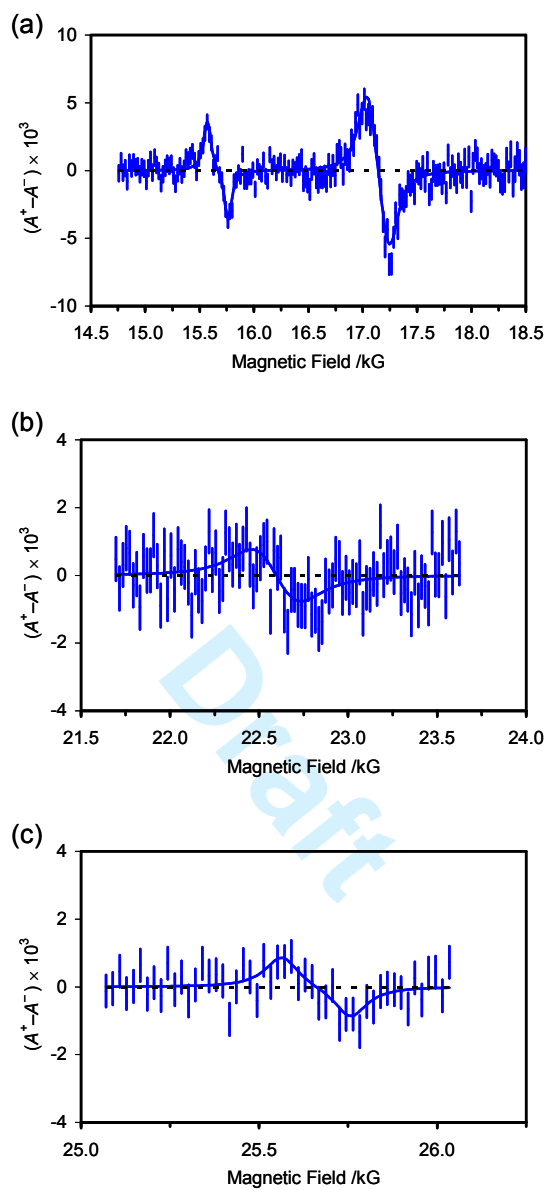 (a)
10
5
0
-5
-10
(A⁺–A⁻) × 10³
14.5 15.0 15.5 16.0 16.5 17.0 17.5 18.0 18.5
Magnetic Field /kG
(b)
4
2
0
-2
-4
(A⁺–A⁻) × 10³
21.5 22.0 22.5 23.0 23.5 24.0
Magnetic Field /kG
Draft
(c)
4
2
0
-2
-4
(A⁺–A⁻) × 10³
25.0 25.5 26.0
Magnetic Field /kG